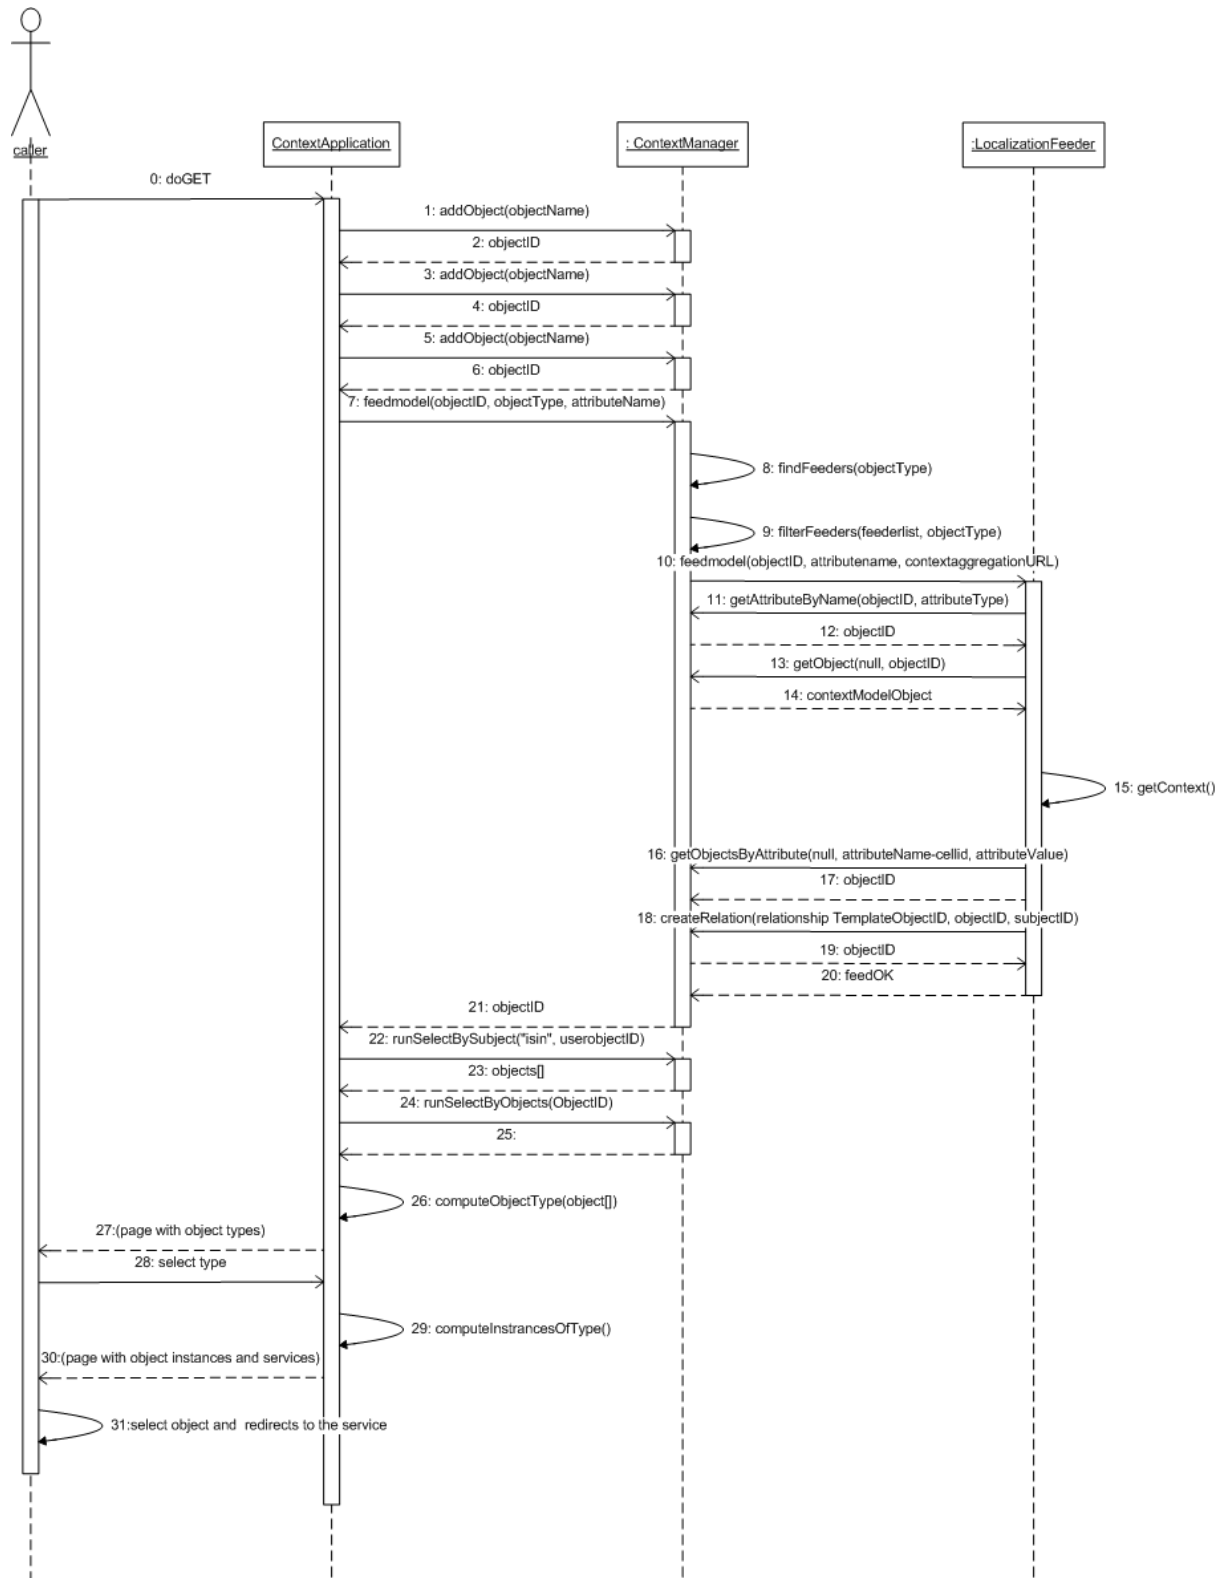 caller
ContextApplication
: ContextManager
:LocalizationFeeder
0: doGET
1: addObject(objectName)
2: objectID
3: addObject(objectName)
4: objectID
5: addObject(objectName)
6: objectID
7: feedmodel(objectID, objectType, attributeName)
8: findFeeders(objectType)
9: filterFeeders(feederlist, objectType)
10: feedmodel(objectID, attributename, contextaggregationURL)
11: getAttributeByName(objectID, attributeType)
12: objectID
13: getObject(null, objectID)
14: contextModelObject
15: getContext()
16: getObjectsByAttribute(null, attributeName-cellid, attributeValue)
17: objectID
18: createRelation(relationship TemplateObjectID, objectID, subjectID)
19: objectID
20: feedOK
21: objectID
22: runSelectBySubject("isin", userobjectID)
23: objects[]
24: runSelectByObjects(ObjectID)
25:
26: computeObjectType(object[])
27:(page with object types)
28: select type
29: computeInstrancesOfType()
30:(page with object instances and services)
31:select object and redirects to the service